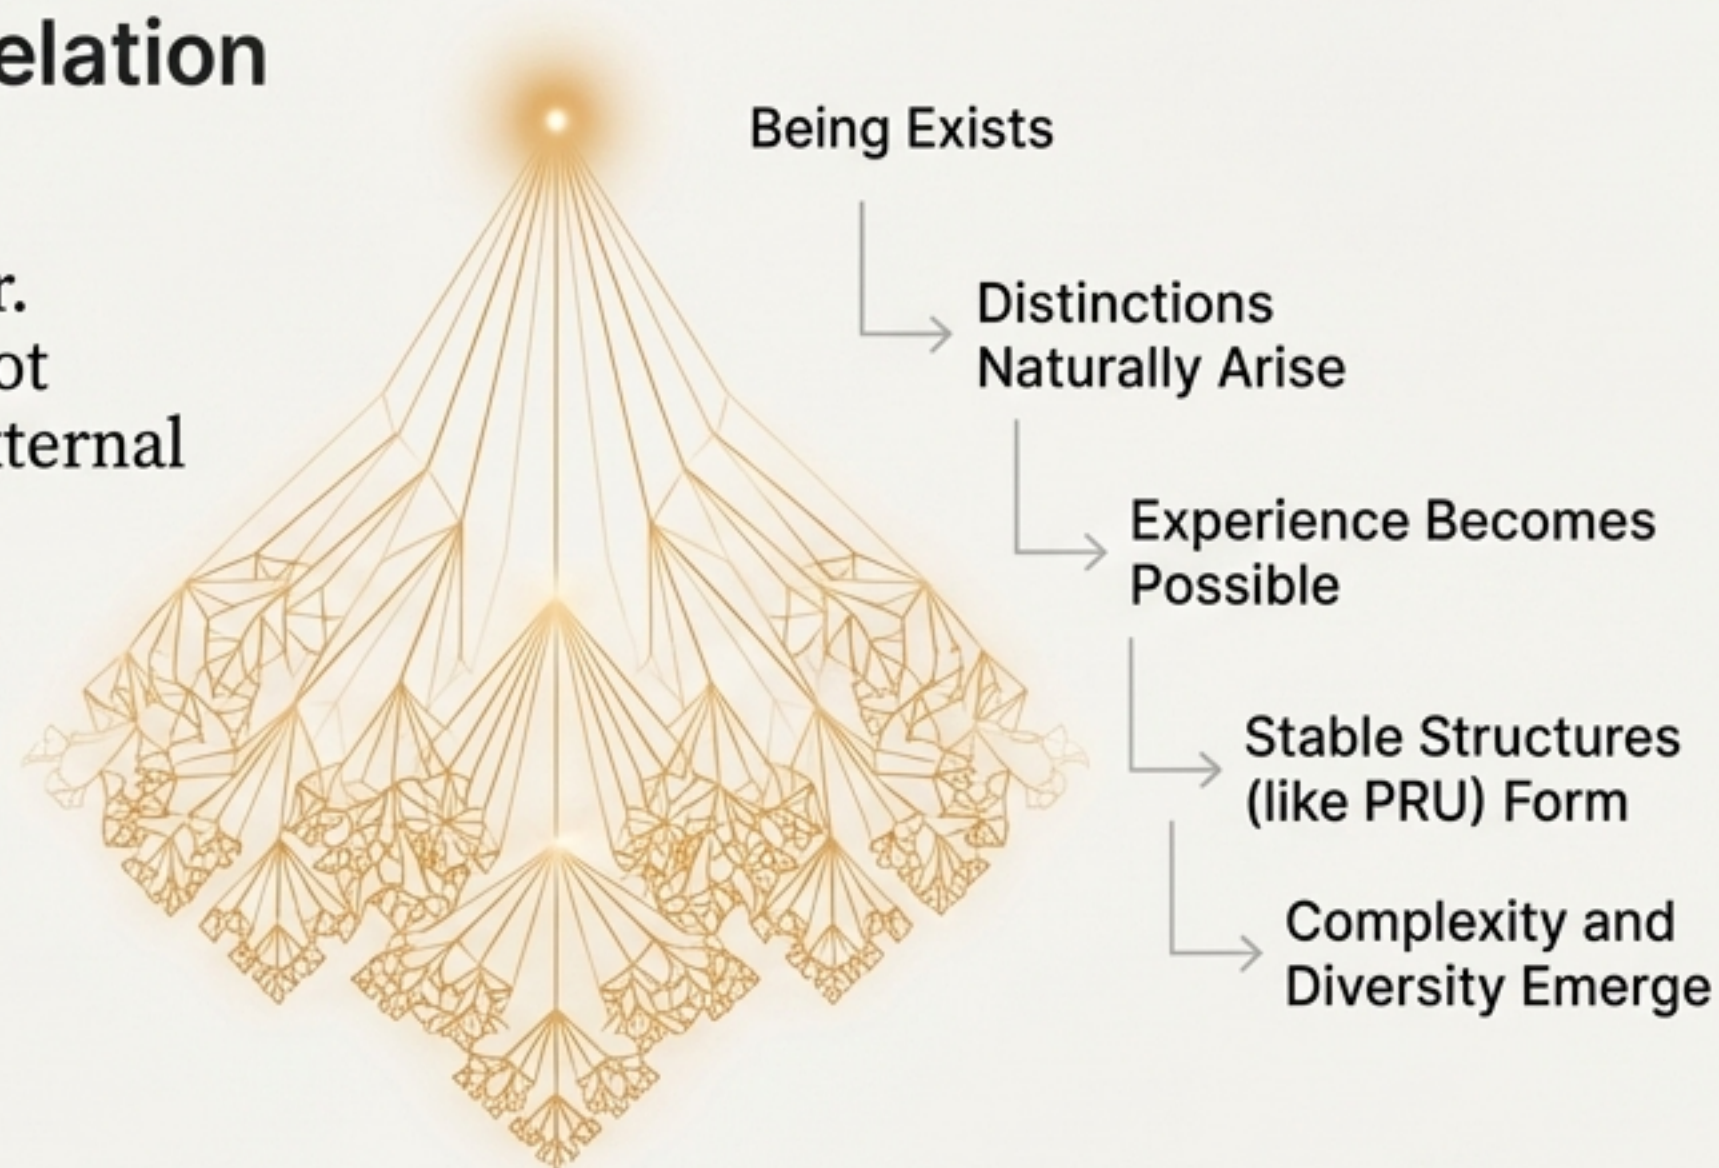 elation
r.
ot
ternal
Being Exists
Distinctions
Naturally Arise
Experience Becomes
Possible
Stable Structures
(like PRU) Form
Complexity and
Diversity Emerge